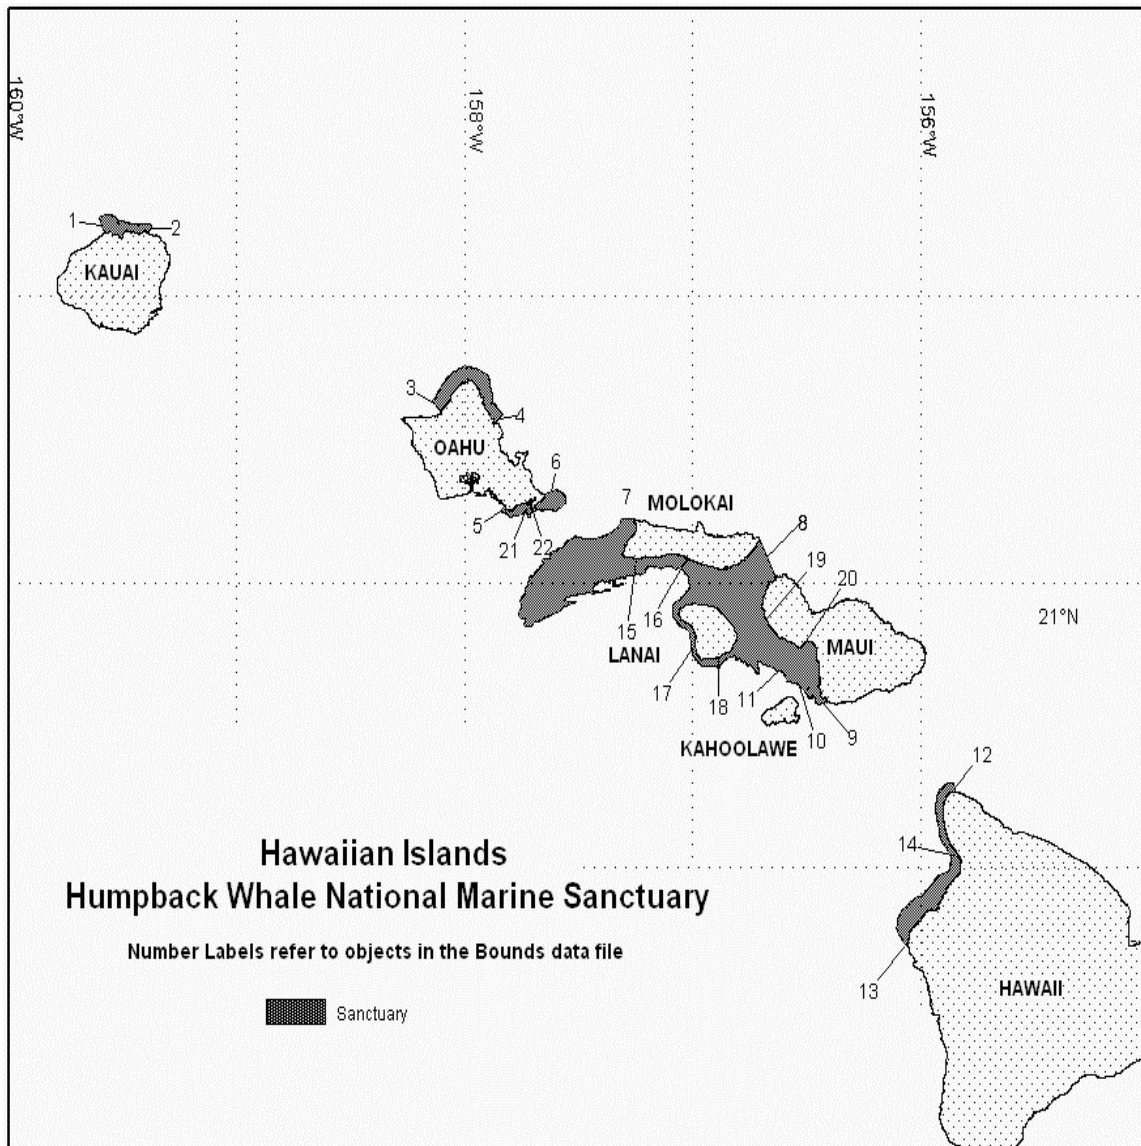 160°W
158°W
156°W
1
2
KAUAI
3
4
OAHU
5
6
21
22
7
MOLOKAI
8
19
20
21°N
15
16
LANAI
MAUI
17
18
11
10
9
KAHOOLAWE
12
14
13
HAWAII
Hawaiian Islands
Humpback Whale National Marine Sanctuary
Number Labels refer to objects in the Bounds data file
Sanctuary